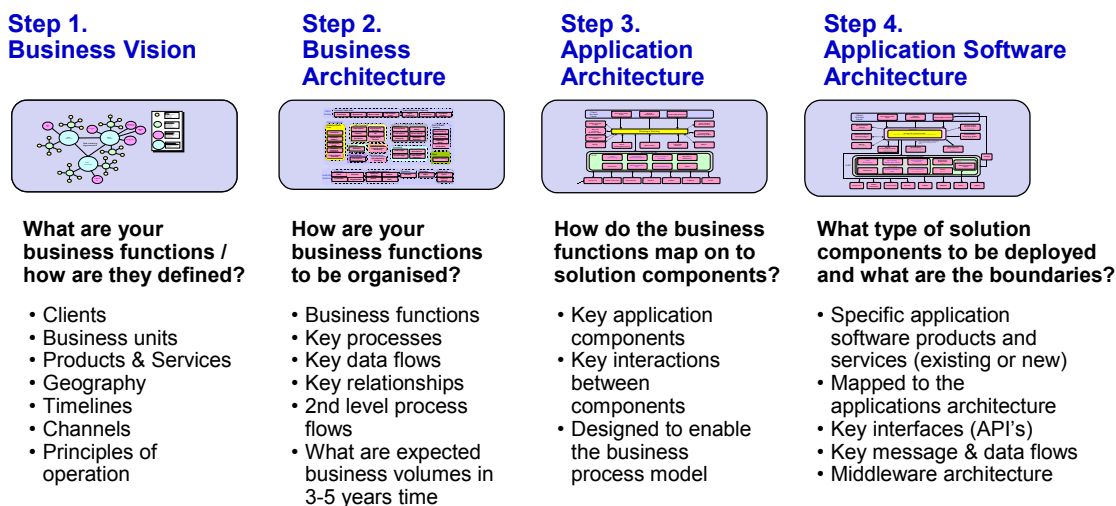 Step 1.
Business Vision
Step 2.
Business
Architecture
Step 3.
Application
Architecture
Step 4.
Application Software
Architecture
What are your
business functions /
how are they defined?
• Clients
• Business units
• Products & Services
• Geography
• Timelines
• Channels
• Principles of
operation
How are your
business functions
to be organised?
• Business functions
• Key processes
• Key data flows
• Key relationships
• 2nd level process
flows
• What are expected
business volumes in
3-5 years time
How do the business
functions map on to
solution components?
• Key application
components
• Key interactions
between
components
• Designed to enable
the business
process model
What type of solution
components to be deployed
and what are the boundaries?
• Specific application
software products and
services (existing or new)
• Mapped to the
applications architecture
• Key interfaces (API's)
• Key message & data flows
• Middleware architecture